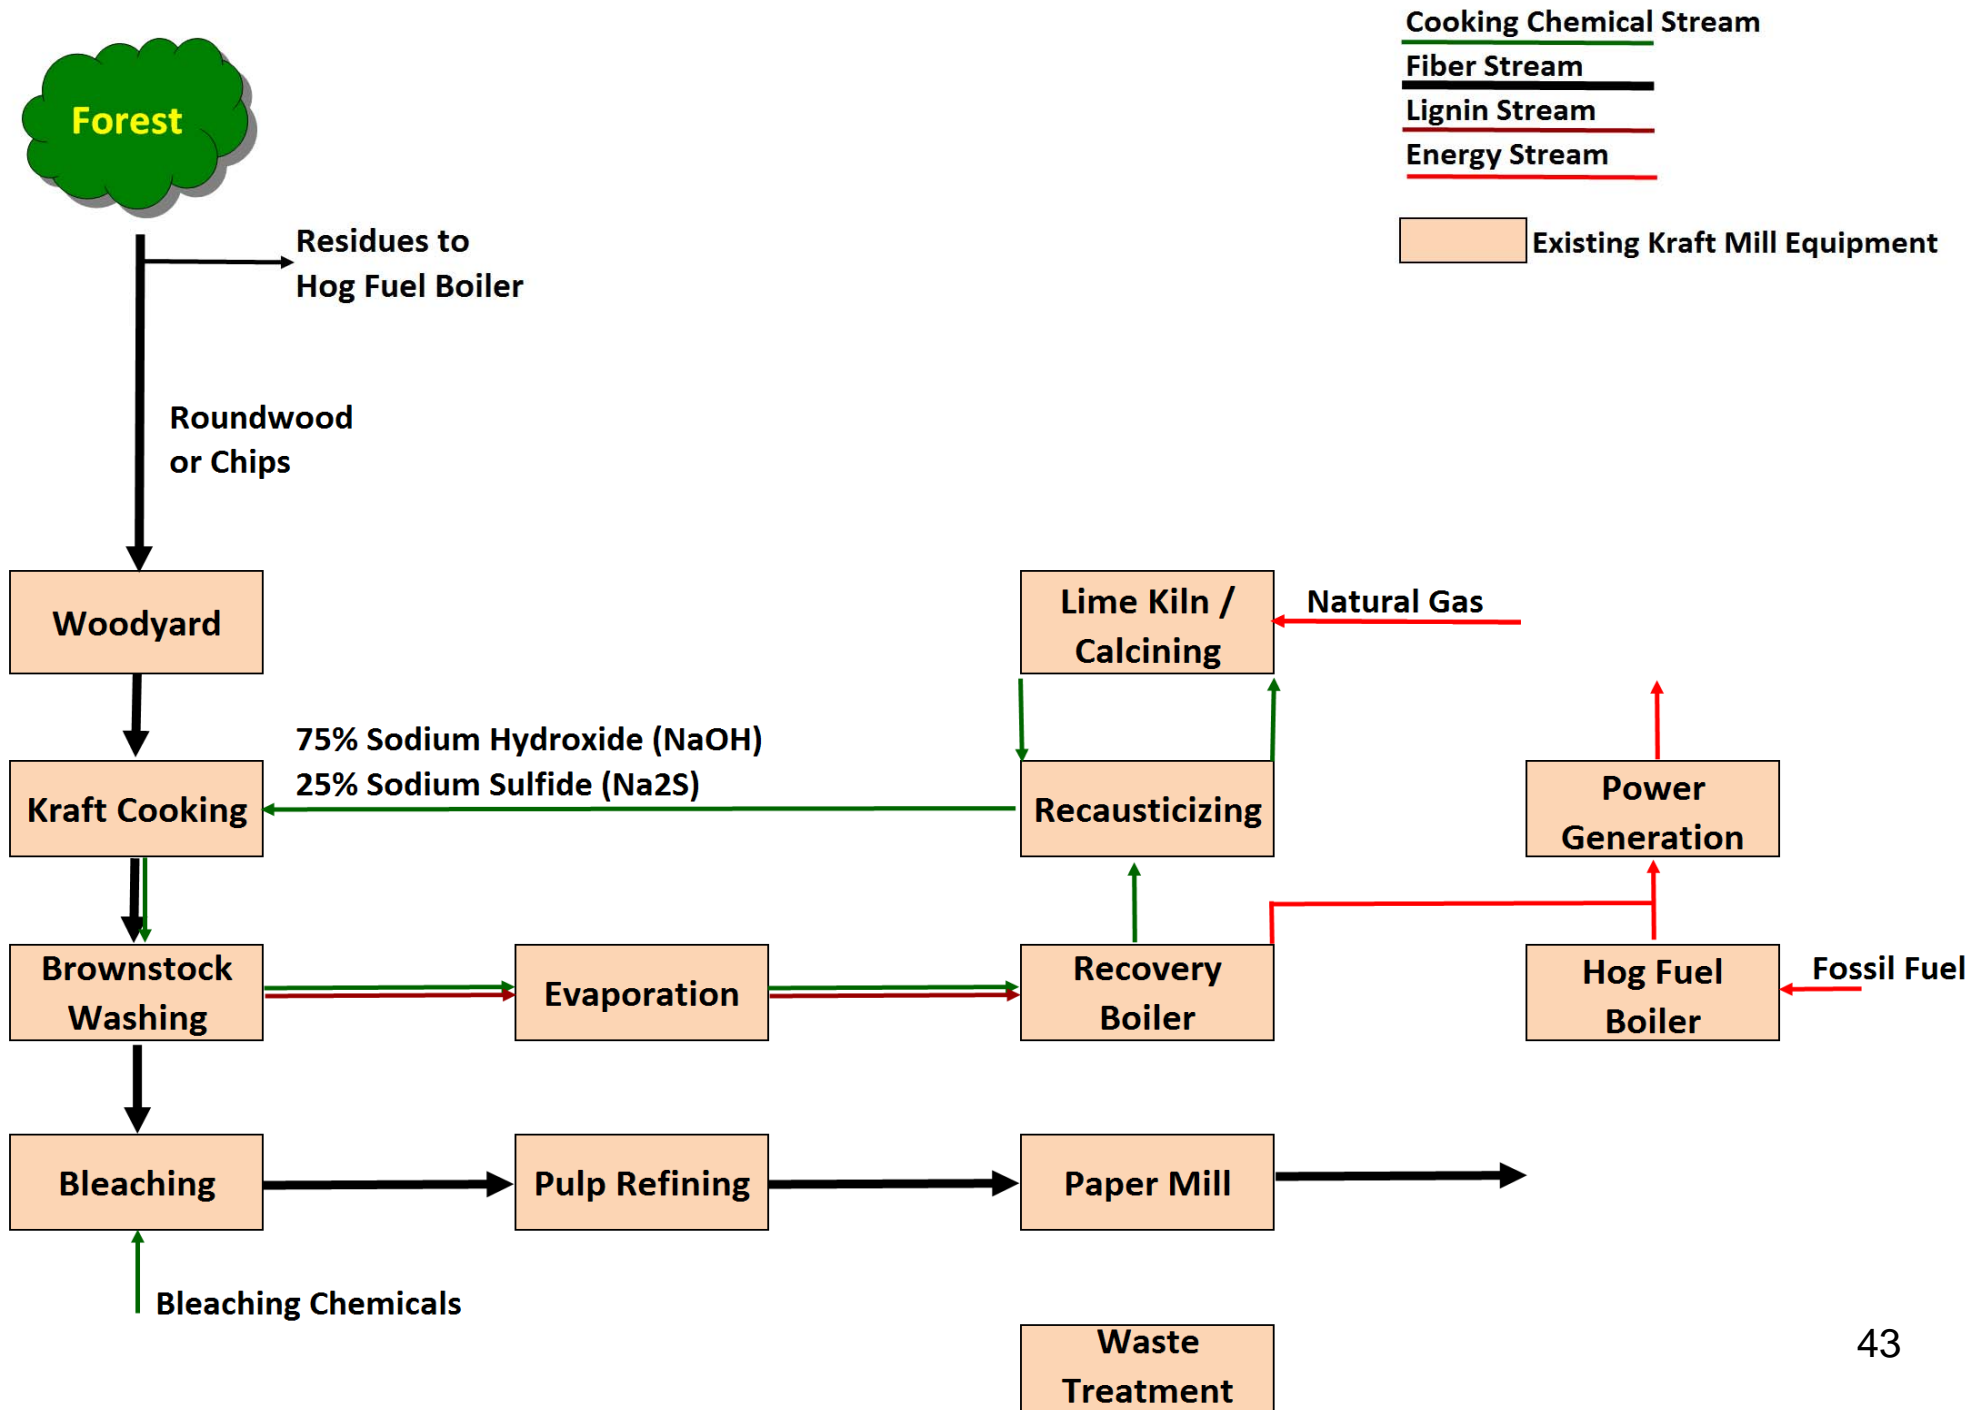 Cooking Chemical Stream
Fiber Stream
Lignin Stream
Energy Stream
Existing Kraft Mill Equipment
Forest
Residues to
Hog Fuel Boiler
Roundwood
or Chips
Woodyard
Lime Kiln /
Calcining
Natural Gas
75% Sodium Hydroxide (NaOH)
25% Sodium Sulfide (Na2S)
Kraft Cooking
Recausticizing
Power
Generation
Brownstock
Washing
Evaporation
Recovery
Boiler
Hog Fuel
Boiler
Fossil Fuel
Bleaching
Pulp Refining
Paper Mill
Bleaching Chemicals
Waste
Treatment
43